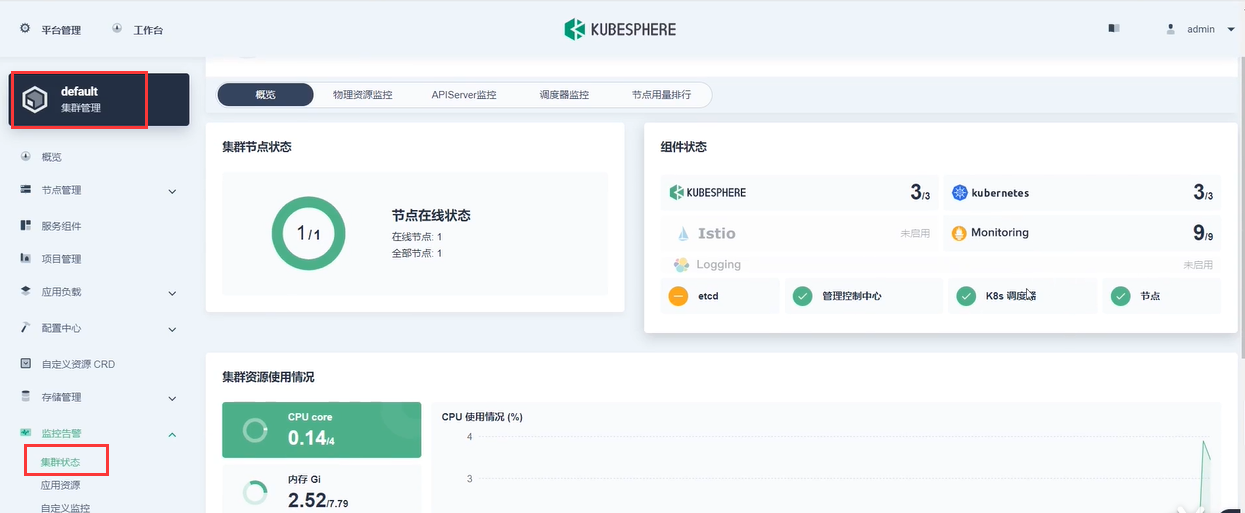 平台管理
工作台
KUBESPHERE
admin
default
集群管理
概览
节点管理
服务组件
项目管理
应用负载
配置中心
自定义资源 CRD
存储管理
监控告警
集群状态
应用资源
自定义监控
概览
物理资源监控
APIServer监控
调度器监控
节点用量排行
集群节点状态
1/1
节点在线状态
在线节点: 1
全部节点: 1
组件状态
KUBESPHERE
3/3
kubernetes
3/3
Istio
未启用
Monitoring
9/9
Logging
未启用
etcd
管理控制中心
K8s 调度器
节点
集群资源使用情况
CPU core
0.14/4
内存 Gi
2.52/7.79
CPU 使用情况 (%)
4
3